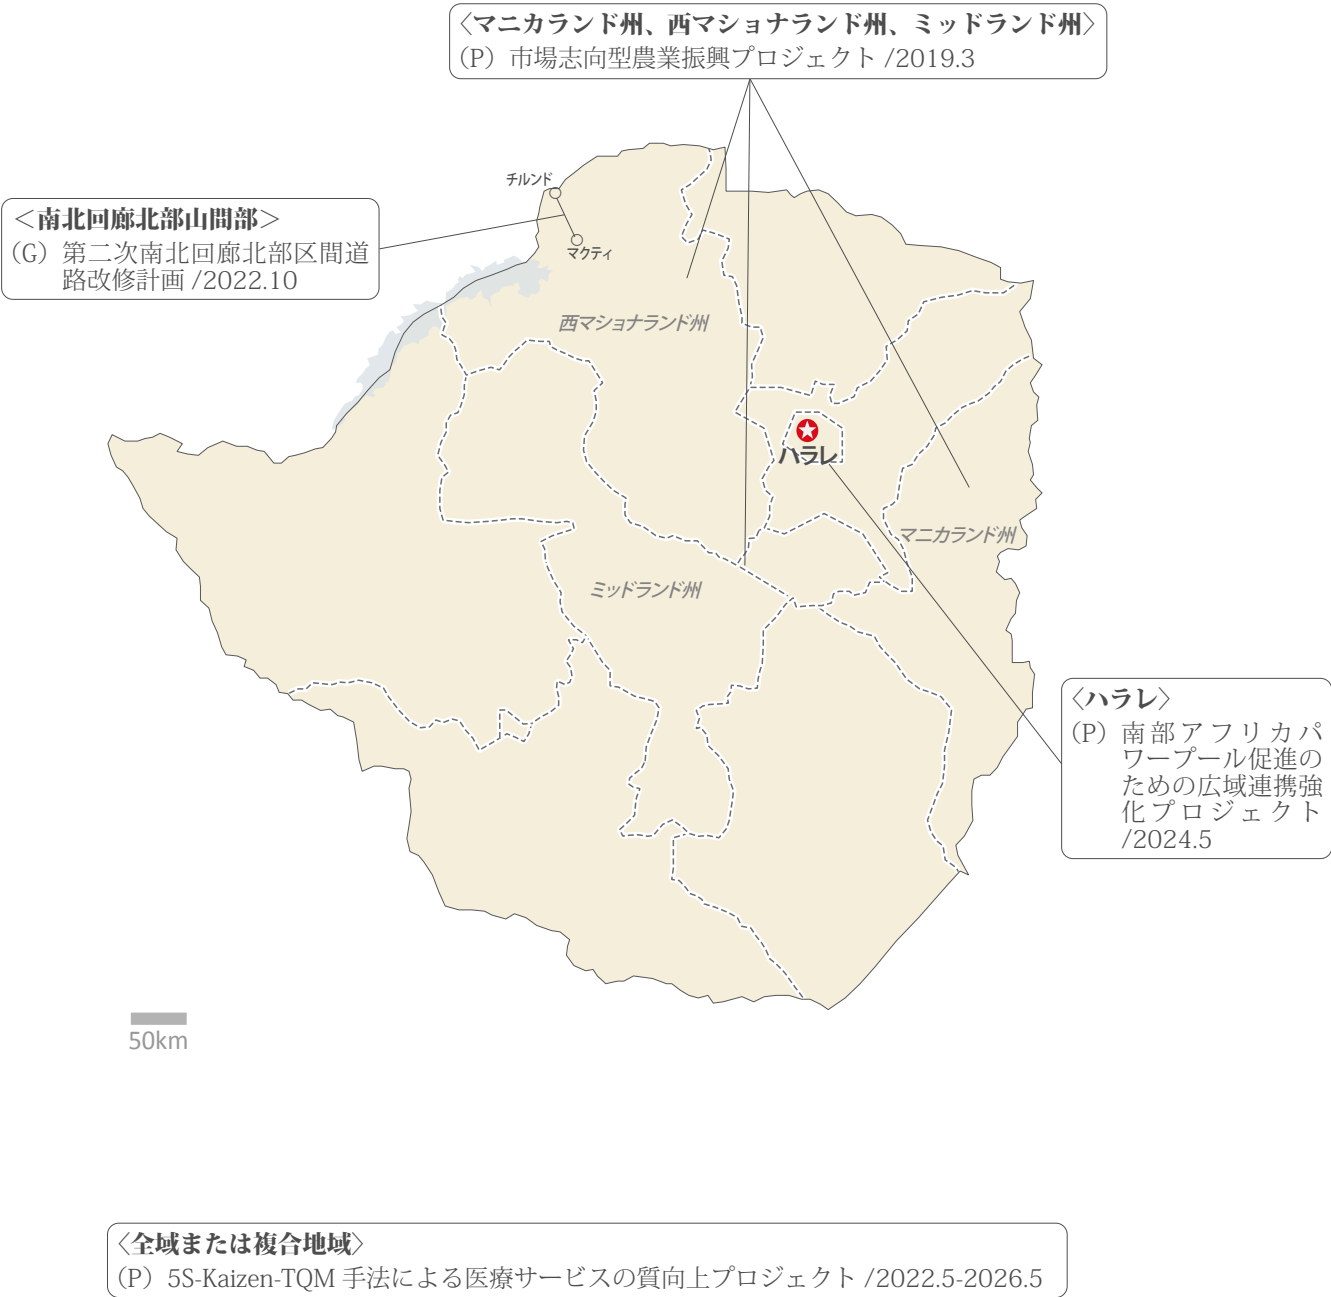 〈マニカランド州、西マショナランド州、ミッドランド州〉
(P) 市場志向型農業振興プロジェクト /2019.3
チルンド
＜南北回廊北部山間部＞
(G) 第二次南北回廊北部区間道
路改修計画 /2022.10
マクティ
西マショナランド州
ハラレ
マニカランド州
ミッドランド州
〈ハラレ〉
(P) 南部アフリカパ
ワープール促進の
ための広域連携強
化プロジェクト
/2024.5
50km
〈全域または複合地域〉
(P) 5S-Kaizen-TQM 手法による医療サービスの質向上プロジェクト /2022.5-2026.5